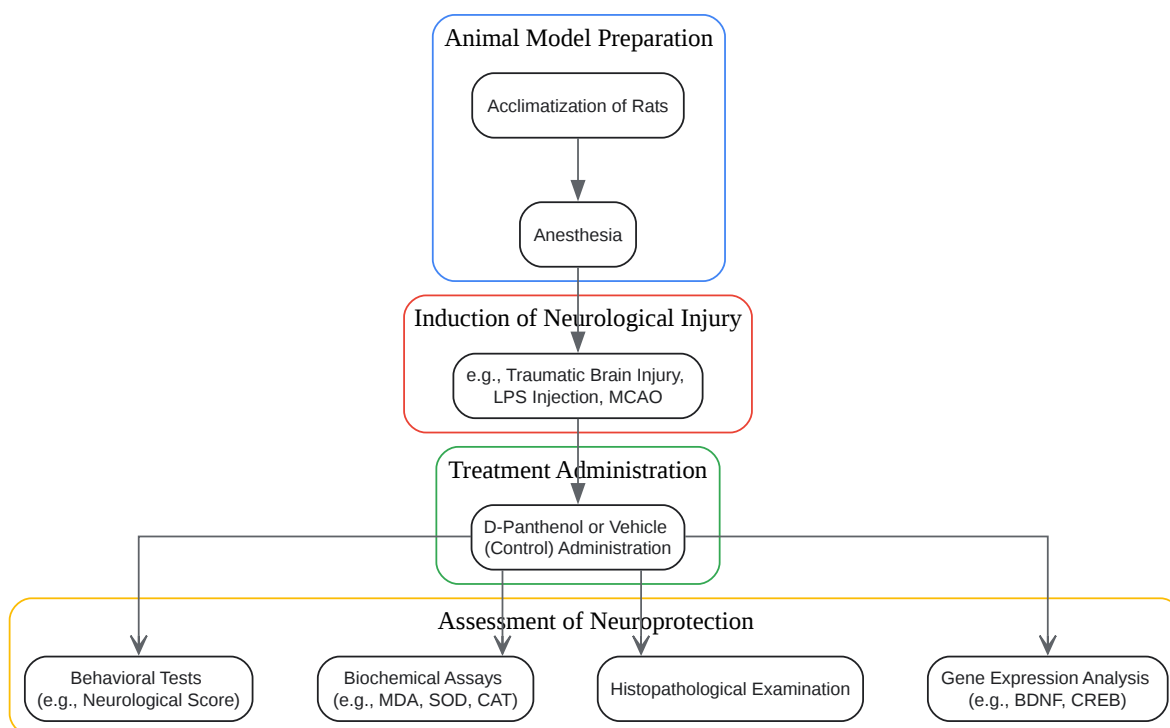 Animal Model Preparation
Acclimatization of Rats
Anesthesia
Induction of Neurological Injury
e.g., Traumatic Brain Injury,
LPS Injection, MCAO
Treatment Administration
D-Panthenol or Vehicle
(Control) Administration
Assessment of Neuroprotection
Behavioral Tests
(e.g., Neurological Score)
Biochemical Assays
(e.g., MDA, SOD, CAT)
Histopathological Examination
Gene Expression Analysis
(e.g., BDNF, CREB)